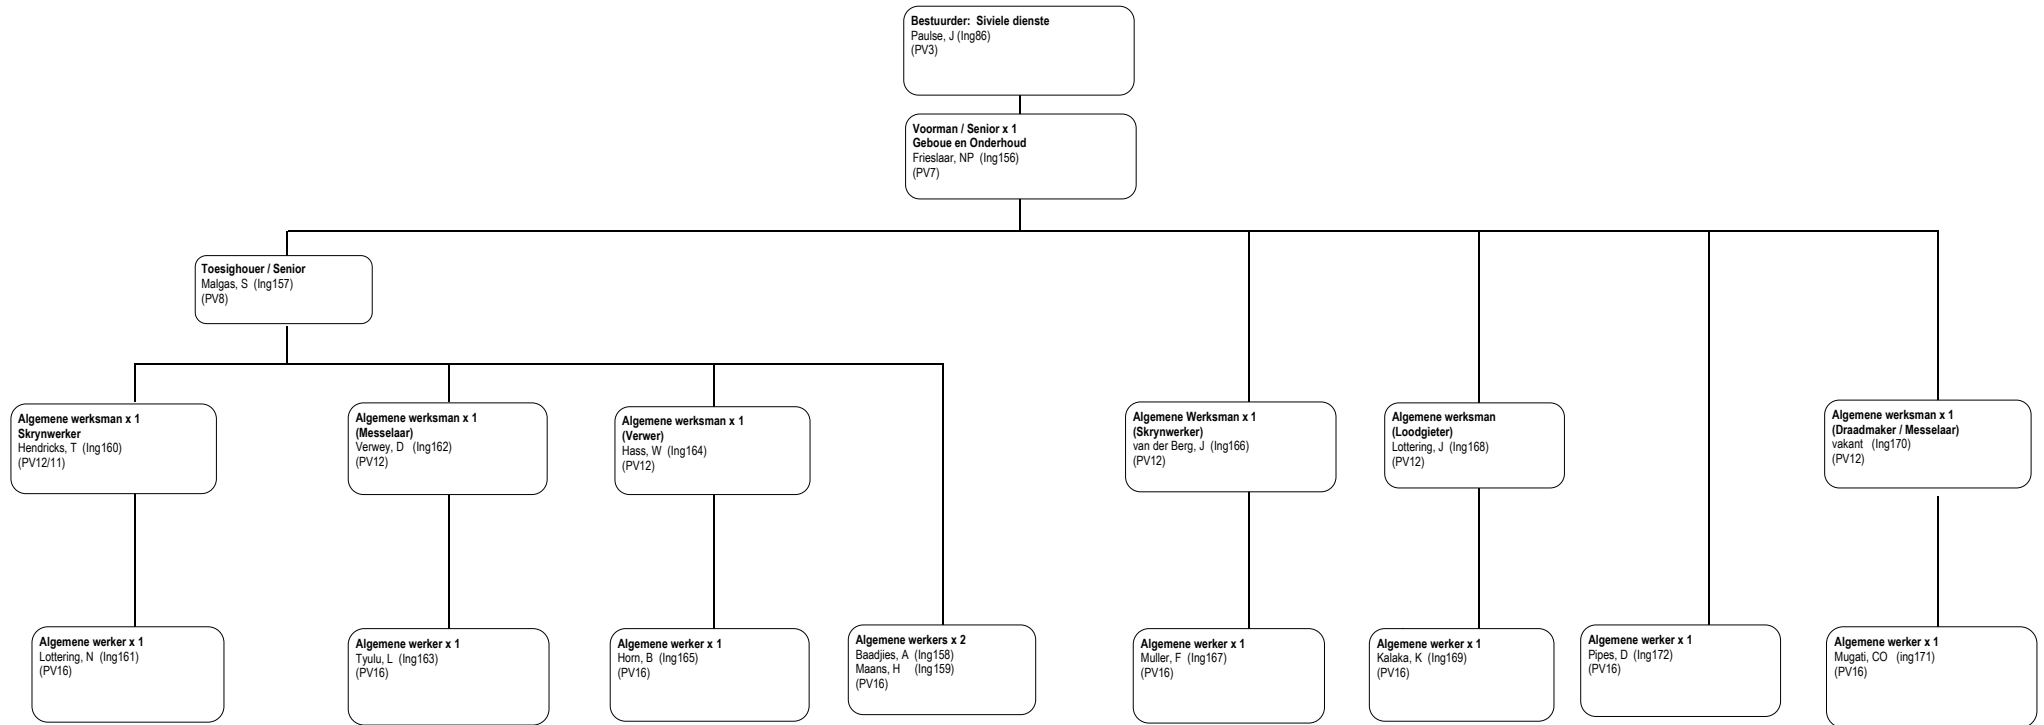 Bestuurder:  Siviele dienste
Paulse, J (Ing86)
(PV3)
Voorman / Senior x 1
Geboue en Onderhoud
Frieslaar, NP  (Ing156)
(PV7)
Toesighouer / Senior
Malgas, S  (Ing157)
(PV8)
Algemene werksman x 1
Skrynwerker
Hendricks, T  (Ing160)
(PV12/11)
Algemene werksman x 1
(Messelaar)
Verwey, D   (Ing162)
(PV12)
Algemene werksman x 1
(Verwer)
Hass, W  (Ing164)
(PV12)
Algemene Werksman x 1
(Skrynwerker)
van der Berg, J  (Ing166)
(PV12)
Algemene werksman
(Loodgieter)
Lottering, J  (Ing168)
(PV12)
Algemene werksman x 1
(Draadmaker / Messelaar)
vakant   (Ing170)
(PV12)
Algemene werker x 1
Lottering, N  (Ing161)
(PV16)
Algemene werker x 1
Tyulu, L  (Ing163)
(PV16)
Algemene werker x 1
Horn, B  (Ing165)
(PV16)
Algemene werkers x 2
Baadjies, A  (Ing158)
Maans, H    (Ing159)
(PV16)
Algemene werker x 1
Muller, F  (Ing167)
(PV16)
Algemene werker x 1
Kalaka, K  (Ing169)
(PV16)
Algemene werker x 1
Pipes, D  (Ing172)
(PV16)
Algemene werker x 1
Mugati, CO   (ing171)
(PV16)